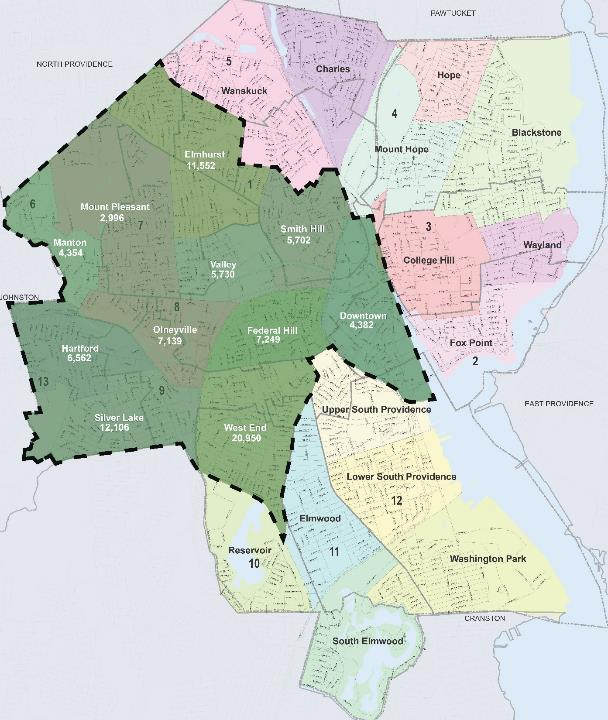 PAWTUCKET
NORTH PROVIDENCE
5
Wanskuck
Charles
Hope
4
Blackstone
Mount Hope
Elmhurst
11,552
1
6
Mount Pleasant
2,996
7
Smith Hill
5,702
3
College Hill
Wayland
Manton
4,354
Valley
5,730
JOHNSTON
8
Olneyville
7,139
Federal Hill
7,249
Downtown
4,382
Fox Point
2
Hartford
6,562
13
9
EAST PROVIDENCE
Silver Lake
12,106
West End
20,950
Upper South Providence
Lower South Providence
12
Elmwood
11
Reservoir
10
Washington Park
CRANSTON
South Elmwood